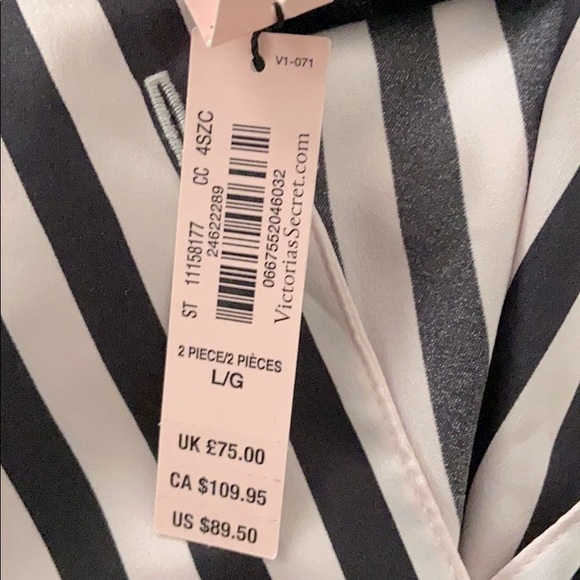 V1-071
ST 11158177 CC 4SZC
24622289
0667552046032
VictoriasSecret.com
2 PIECE/2 PIÈCES
L/G
UK £75.00
CA $109.95
US $89.50